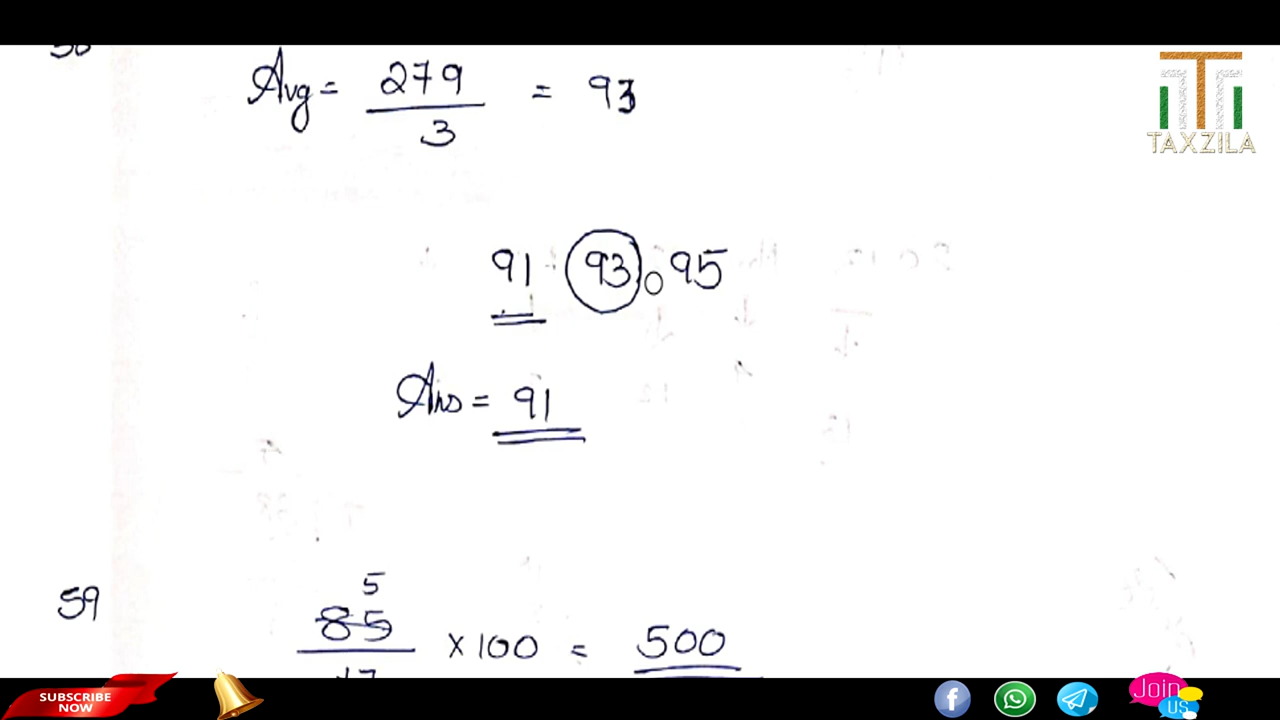 Avg = 279 / 3 = 93
TAXZILA
91 93 95
Ans = 91
59
5
85 × 100 = 500
17
SUBSCRIBE
NOW
Join
US